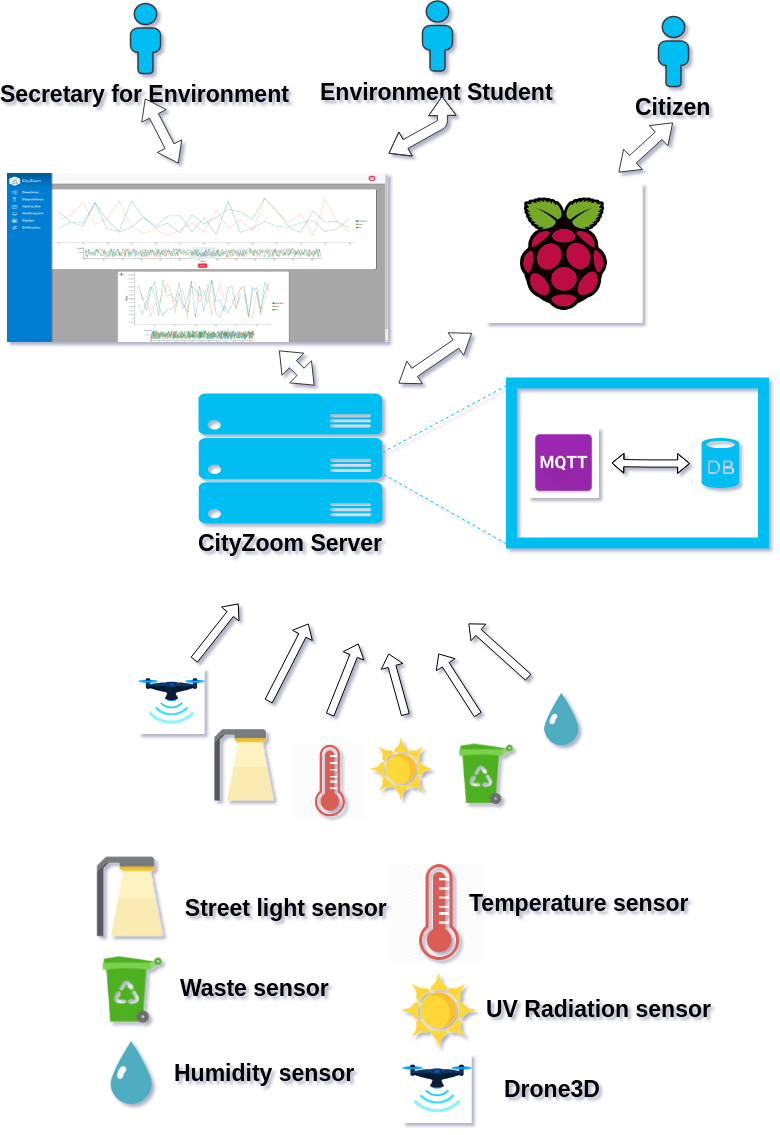 Secretary for Environment
Environment Student
Citizen
CityZoom
MQTT
DB
CityZoom Server
Street light sensor
Temperature sensor
Waste sensor
UV Radiation sensor
Humidity sensor
Drone3D